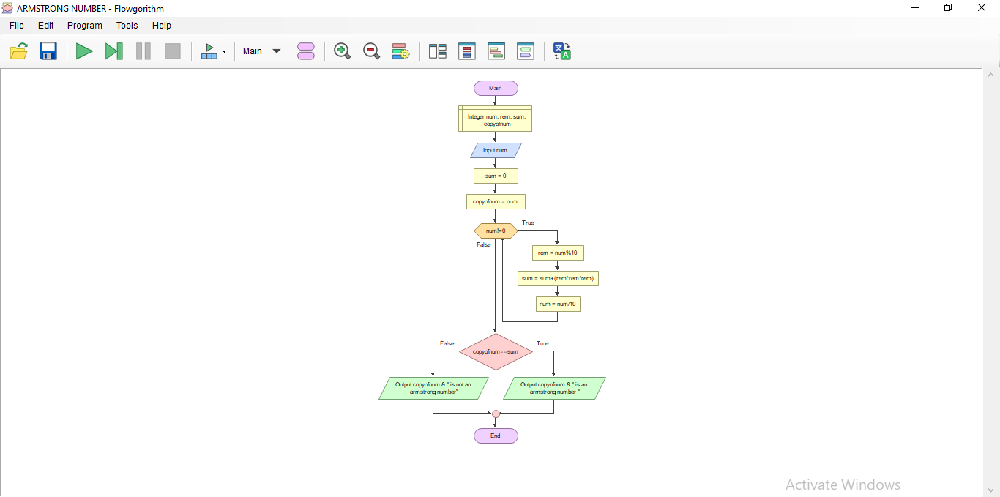 ARMSTRONG NUMBER - Flowgorithm
File Edit Program Tools Help
Main
文 A
Main
Integer num, rem, sum,
copyofnum
Input num
sum = 0
copyofnum = num
num!=0
True
False
rem = num%10
sum = sum+(rem*rem*rem)
num = num/10
False
True
copyofnum==sum
Output copyofnum & " is not an
armstrong number"
Output copyofnum & " is an
armstrong number "
End
Activate Windows